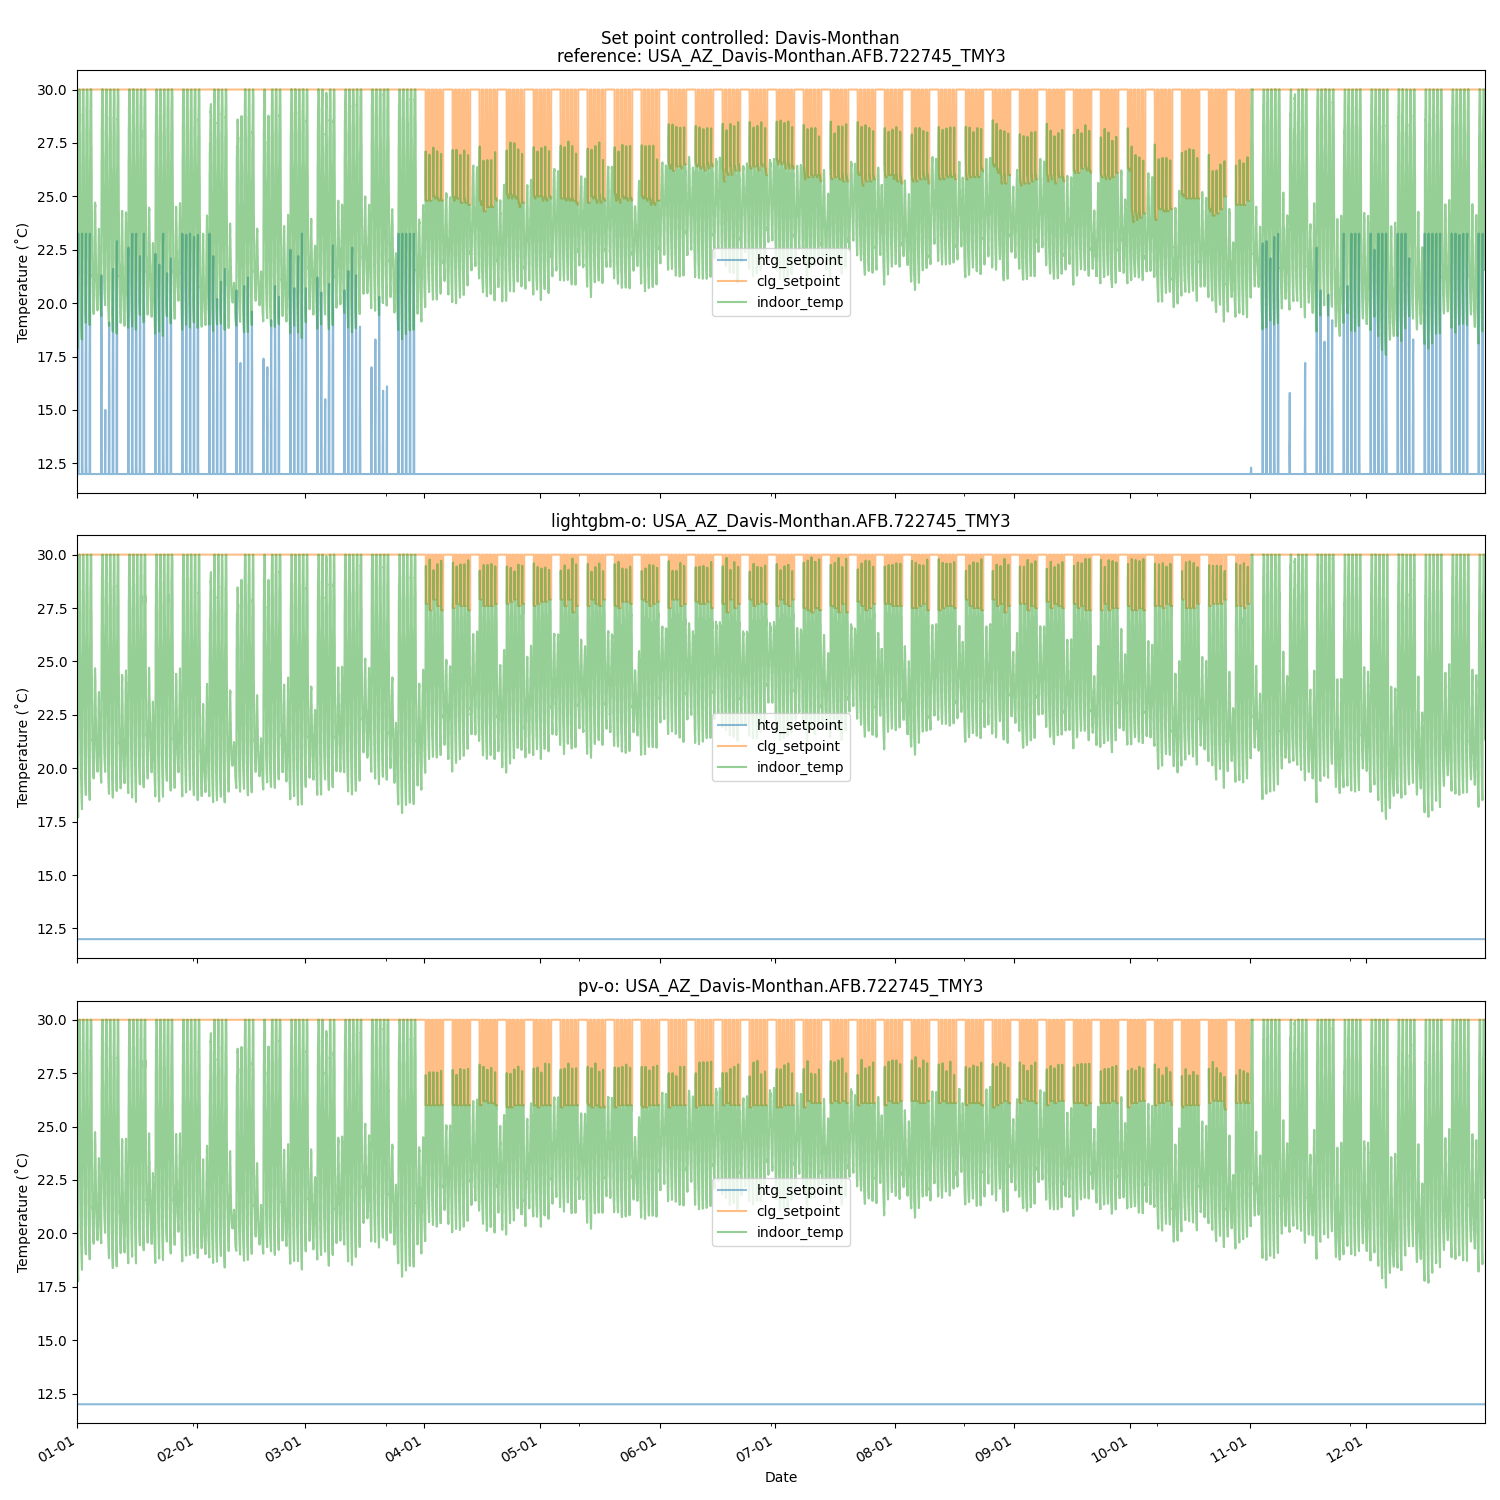 Set point controlled: Davis-Monthan
reference: USA_AZ_Davis-Monthan.AFB.722745_TMY3
30.0
27.5
25.0
22.5
20.0
17.5
15.0
12.5
Temperature (˚C)
htg_setpoint
clg_setpoint
indoor_temp
lightgbm-o: USA_AZ_Davis-Monthan.AFB.722745_TMY3
30.0
27.5
25.0
22.5
20.0
17.5
15.0
12.5
Temperature (˚C)
htg_setpoint
clg_setpoint
indoor_temp
pv-o: USA_AZ_Davis-Monthan.AFB.722745_TMY3
30.0
27.5
25.0
22.5
20.0
17.5
15.0
12.5
Temperature (˚C)
htg_setpoint
clg_setpoint
indoor_temp
01-01 02-01 03-01 04-01 05-01 06-01 07-01 08-01 09-01 10-01 11-01 12-01
Date